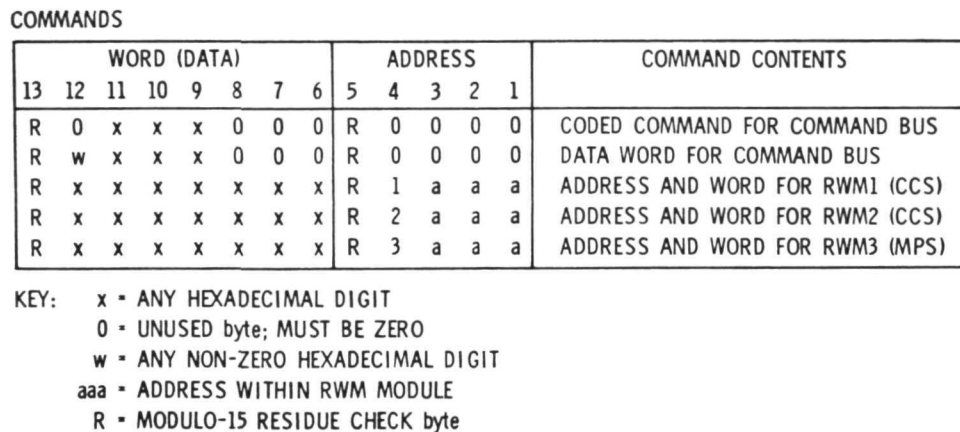 COMMANDS
WORD (DATA) ADDRESS COMMAND CONTENTS
13 12 11 10 9 8 7 6 5 4 3 2 1
R 0 x x x 0 0 0 R 0 0 0 0 CODED COMMAND FOR COMMAND BUS
R w x x x 0 0 0 R 0 0 0 0 DATA WORD FOR COMMAND BUS
R x x x x x x x R 1 a a a ADDRESS AND WORD FOR RWM1 (CCS)
R x x x x x x x R 2 a a a ADDRESS AND WORD FOR RWM2 (CCS)
R x x x x x x x R 3 a a a ADDRESS AND WORD FOR RWM3 (MPS)
KEY: x = ANY HEXADECIMAL DIGIT
0 = UNUSED byte; MUST BE ZERO
w = ANY NON-ZERO HEXADECIMAL DIGIT
aaa = ADDRESS WITHIN RWM MODULE
R = MODULO-15 RESIDUE CHECK byte